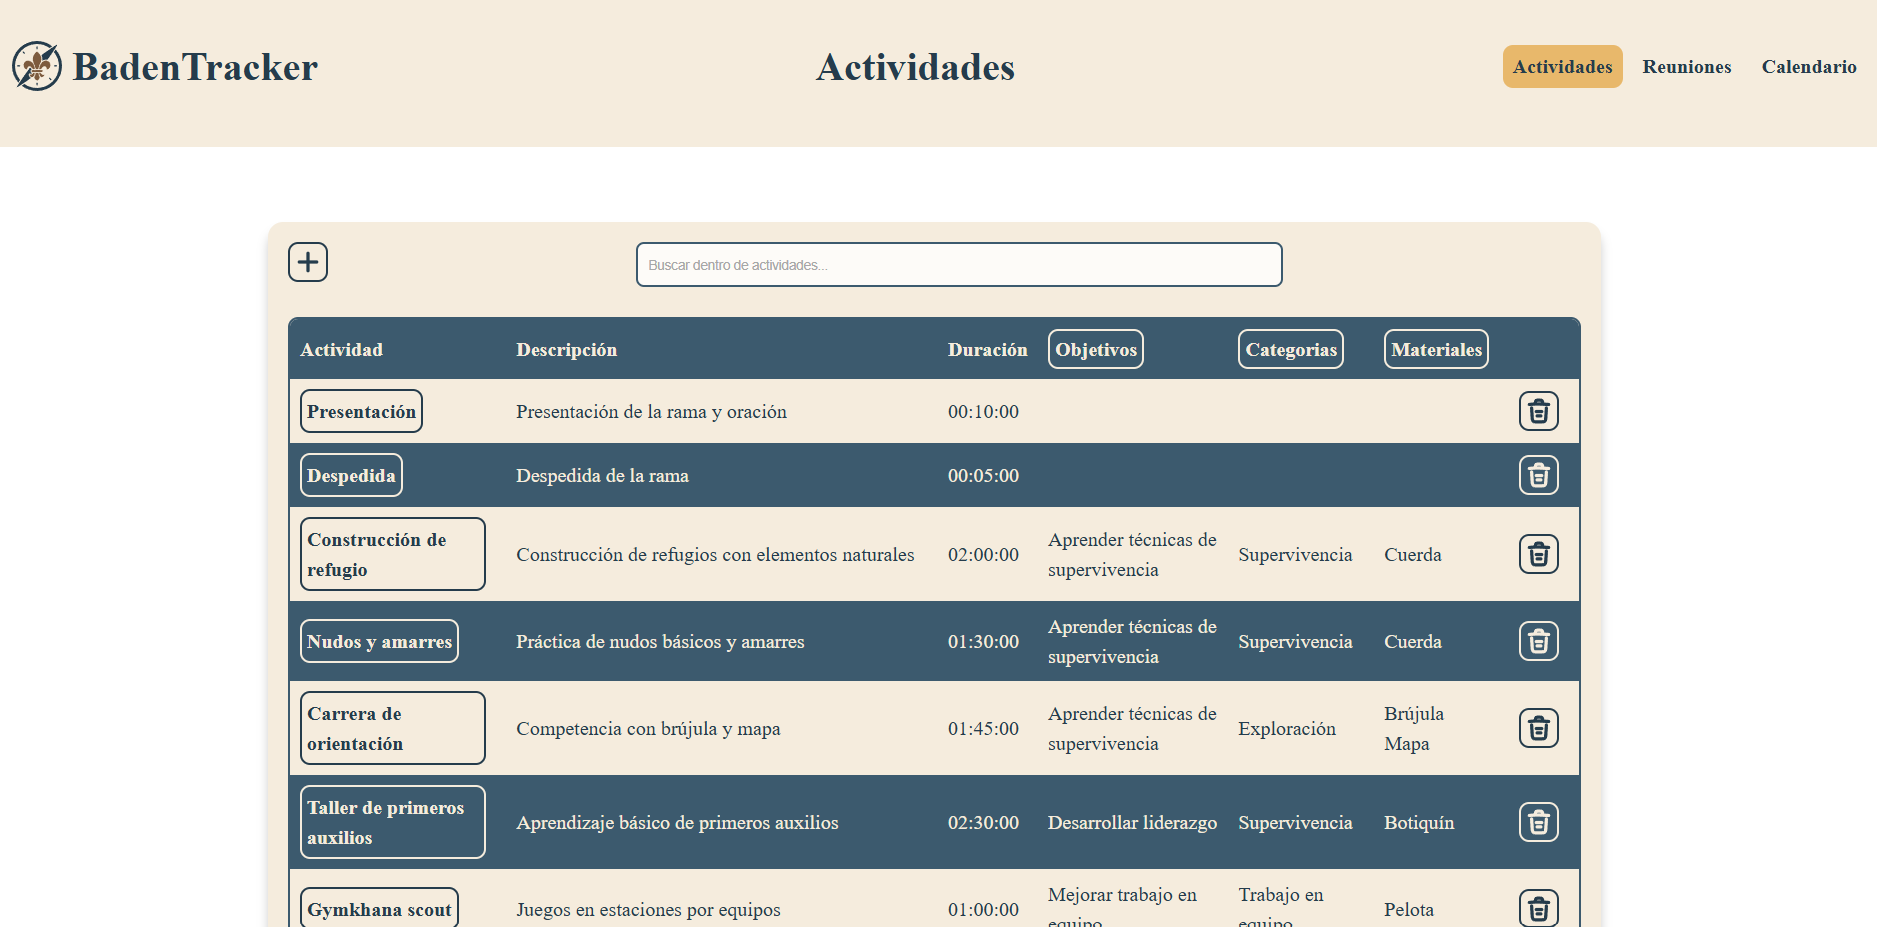 BadenTracker
Actividades
Actividades Reuniones Calendario
Buscar dentro de actividades...
Actividad Descripción Duración Objetivos Categorias Materiales
Presentación Presentación de la rama y oración 00:10:00
Despedida Despedida de la rama 00:05:00
Construcción de
refugio
Construcción de refugios con elementos naturales 02:00:00
Aprender técnicas de
supervivencia
Supervivencia Cuerda
Nudos y amarres Práctica de nudos básicos y amarres 01:30:00
Aprender técnicas de
supervivencia
Supervivencia Cuerda
Carrera de
orientación
Competencia con brújula y mapa 01:45:00
Aprender técnicas de
supervivencia
Exploración
Brújula
Mapa
Taller de primeros
auxilios
Aprendizaje básico de primeros auxilios 02:30:00 Desarrollar liderazgo Supervivencia Botiquín
Gymkhana scout Juegos en estaciones por equipos 01:00:00
Mejorar trabajo en
equipo
Trabajo en
equipo
Pelota